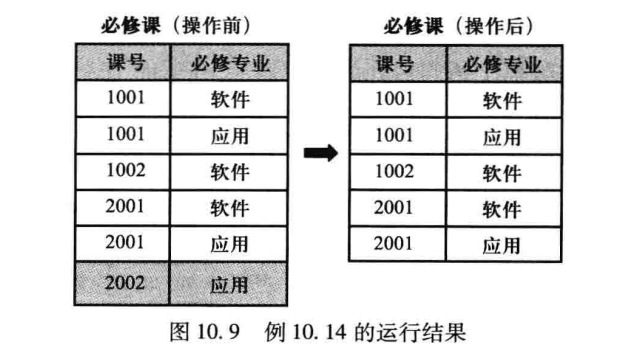 必修课（操作前）
课号 必修专业
1001 软件
1001 应用
1002 软件
2001 软件
2001 应用
2002 应用
必修课（操作后）
课号 必修专业
1001 软件
1001 应用
1002 软件
2001 软件
2001 应用
图 10.9 例 10.14 的运行结果